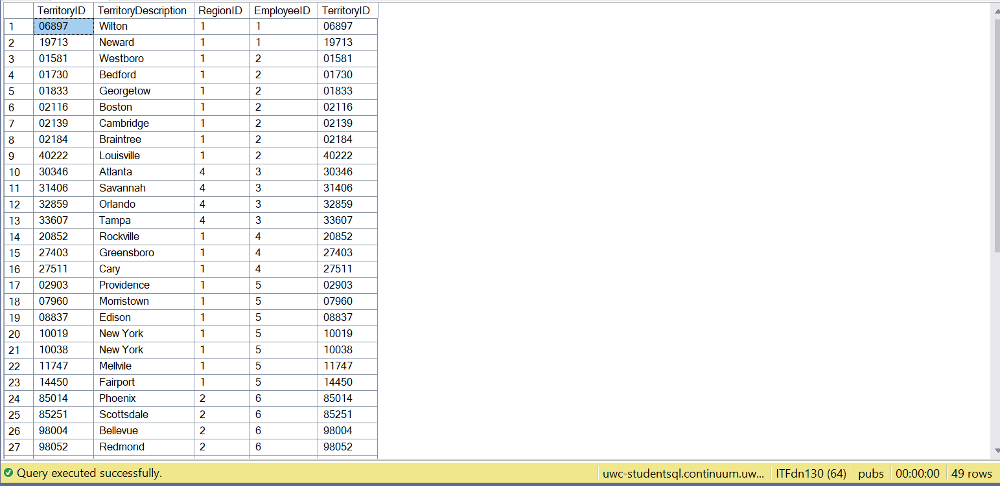 TerritoryID TerritoryDescription RegionID EmployeeID TerritoryID
1 06897 Wilton 1 1 06897
2 19713 Neward 1 1 19713
3 01581 Westboro 1 2 01581
4 01730 Bedford 1 2 01730
5 01833 Georgetow 1 2 01833
6 02116 Boston 1 2 02116
7 02139 Cambridge 1 2 02139
8 02184 Braintree 1 2 02184
9 40222 Louisville 1 2 40222
10 30346 Atlanta 4 3 30346
11 31406 Savannah 4 3 31406
12 32859 Orlando 4 3 32859
13 33607 Tampa 4 3 33607
14 20852 Rockville 1 4 20852
15 27403 Greensboro 1 4 27403
16 27511 Cary 1 4 27511
17 02903 Providence 1 5 02903
18 07960 Morristown 1 5 07960
19 08837 Edison 1 5 08837
20 10019 New York 1 5 10019
21 10038 New York 1 5 10038
22 11747 Mellvile 1 5 11747
23 14450 Fairport 1 5 14450
24 85014 Phoenix 2 6 85014
25 85251 Scottsdale 2 6 85251
26 98004 Bellevue 2 6 98004
27 98052 Redmond 2 6 98052
Query executed successfully. uwc-studentsql.continuum.uw... ITFdn130 (64) pubs 00:00:00 49 rows